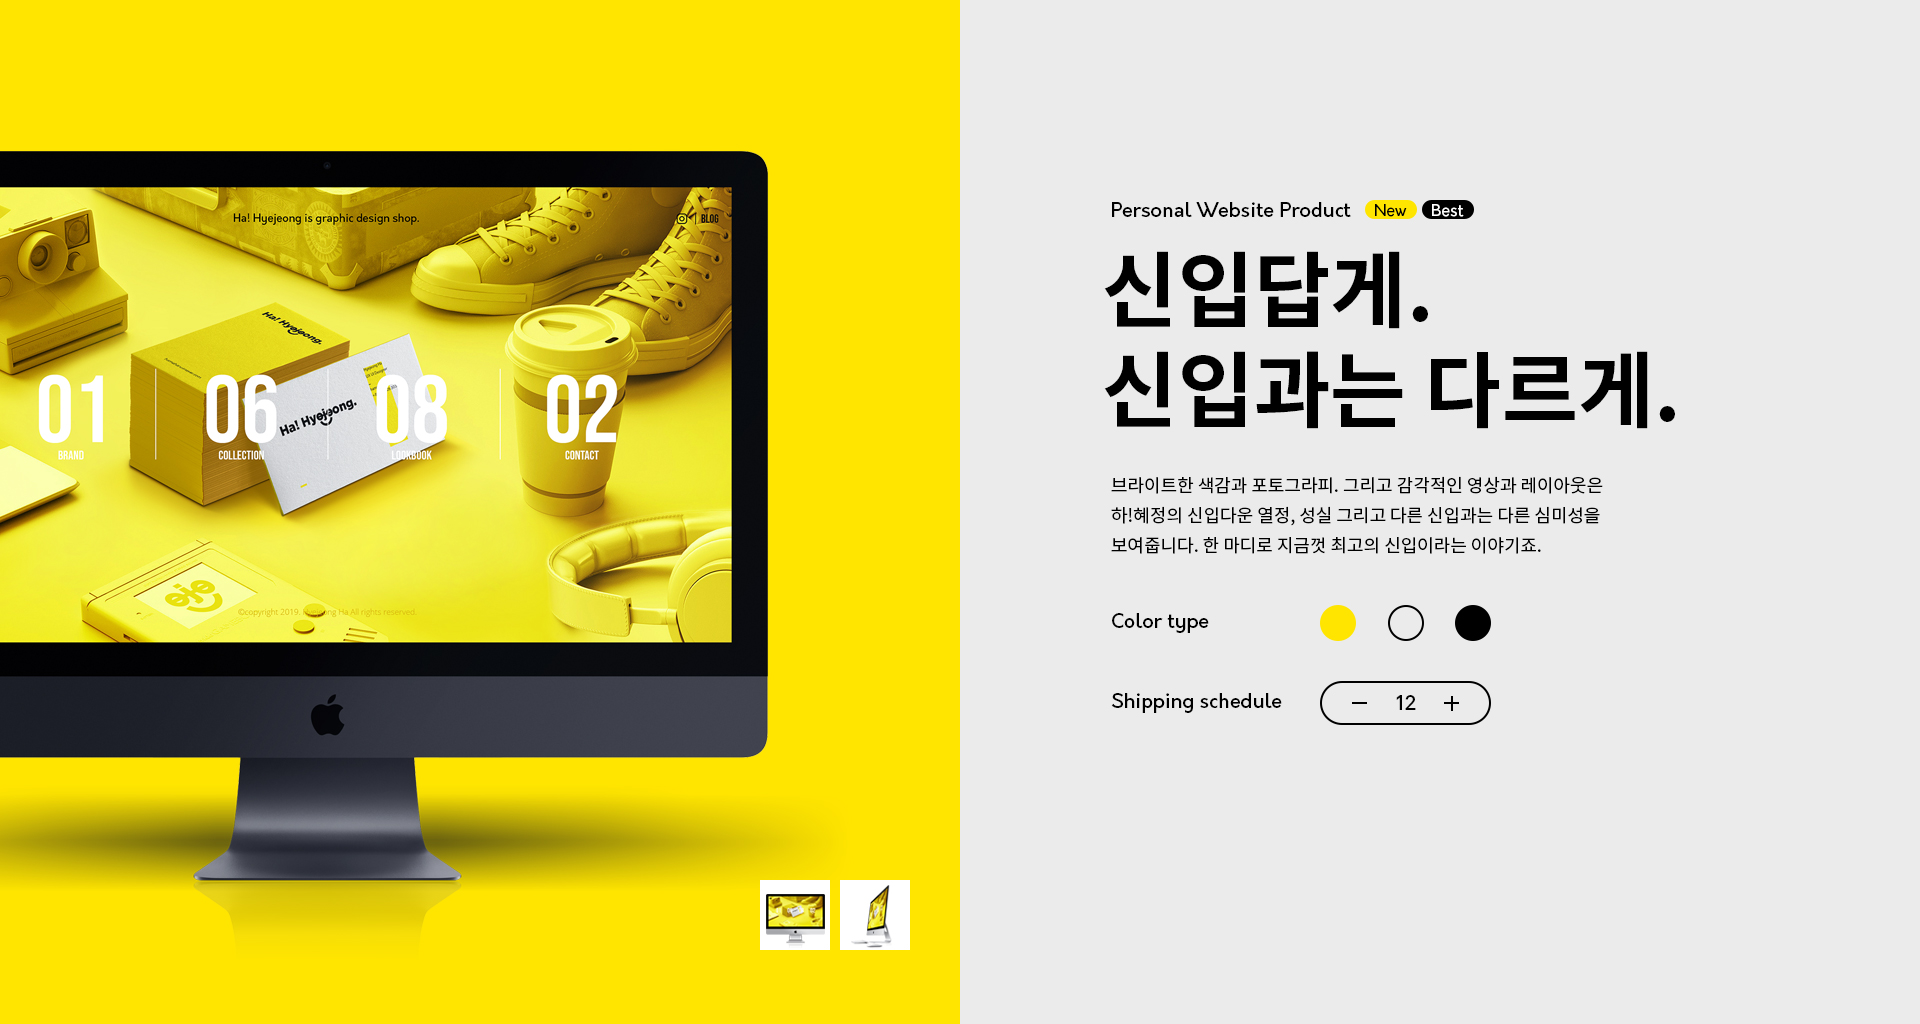 Ha! Hyejeong is graphic design shop.
BLOG
Ha! Hyejeong.
Ha! Hyejeong.
01
BRAND
06
COLLECTION
08
LOOKBOOK
02
CONTACT
eje
©copyright 2019. Hyejeong Ha All rights reserved.
Personal Website Product New Best
신입답게.
신입과는 다르게.
브라이트한 색감과 포토그라피. 그리고 감각적인 영상과 레이아웃은
하!혜정의 신입다운 열정, 성실 그리고 다른 신입과는 다른 심미성을
보여줍니다. 한 마디로 지금껏 최고의 신입이라는 이야기죠.
Color type
Shipping schedule
12